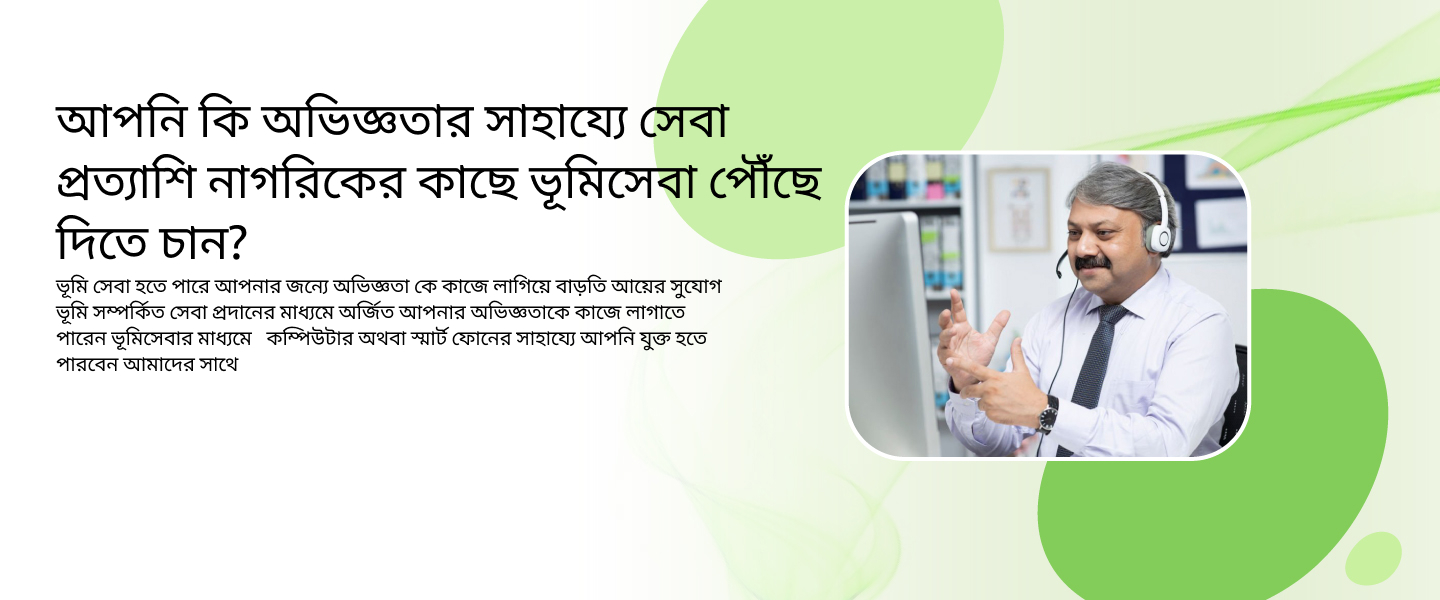 আপনি কি অভিজ্ঞতার সাহায্যে সেবা
প্রত্যাশি নাগরিকের কাছে ভূমিসেবা পৌঁছে
দিতে চান?
ভূমি সেবা হতে পারে আপনার জন্যে অভিজ্ঞতা কে কাজে লাগিয়ে বাড়তি আয়ের সুযোগ
ভূমি সম্পর্কিত সেবা প্রদানের মাধ্যমে অর্জিত আপনার অভিজ্ঞতাকে কাজে লাগাতে
পারেন ভূমিসেবার মাধ্যমে   কম্পিউটার অথবা স্মার্ট ফোনের সাহায্যে আপনি যুক্ত হতে
পারবেন আমাদের সাথে